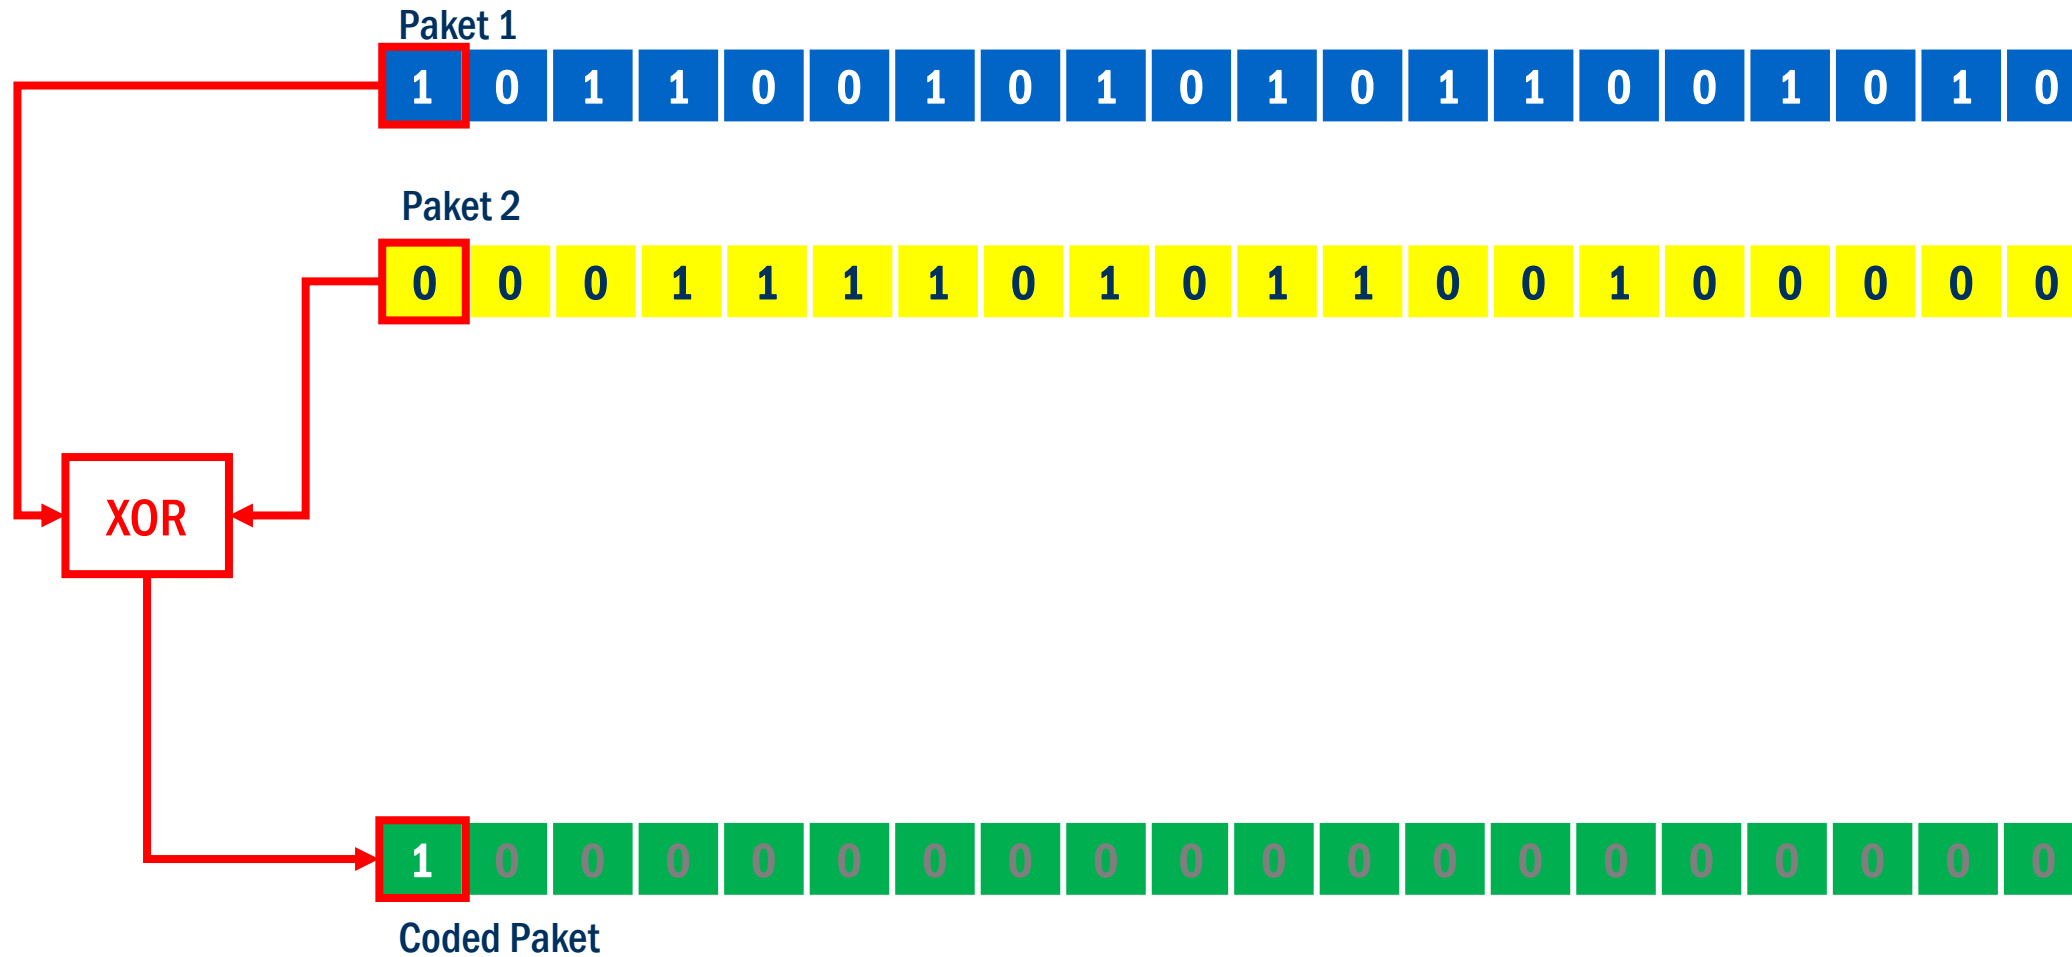 Paket 1
1 0 1 1 0 0 1 0 1 0 1 0 1 1 0 0 1 0 1 0
Paket 2
0 0 0 1 1 1 1 0 1 0 1 1 0 0 1 0 0 0 0 0
XOR
1 0 0 0 0 0 0 0 0 0 0 0 0 0 0 0 0 0 0 0
Coded Paket